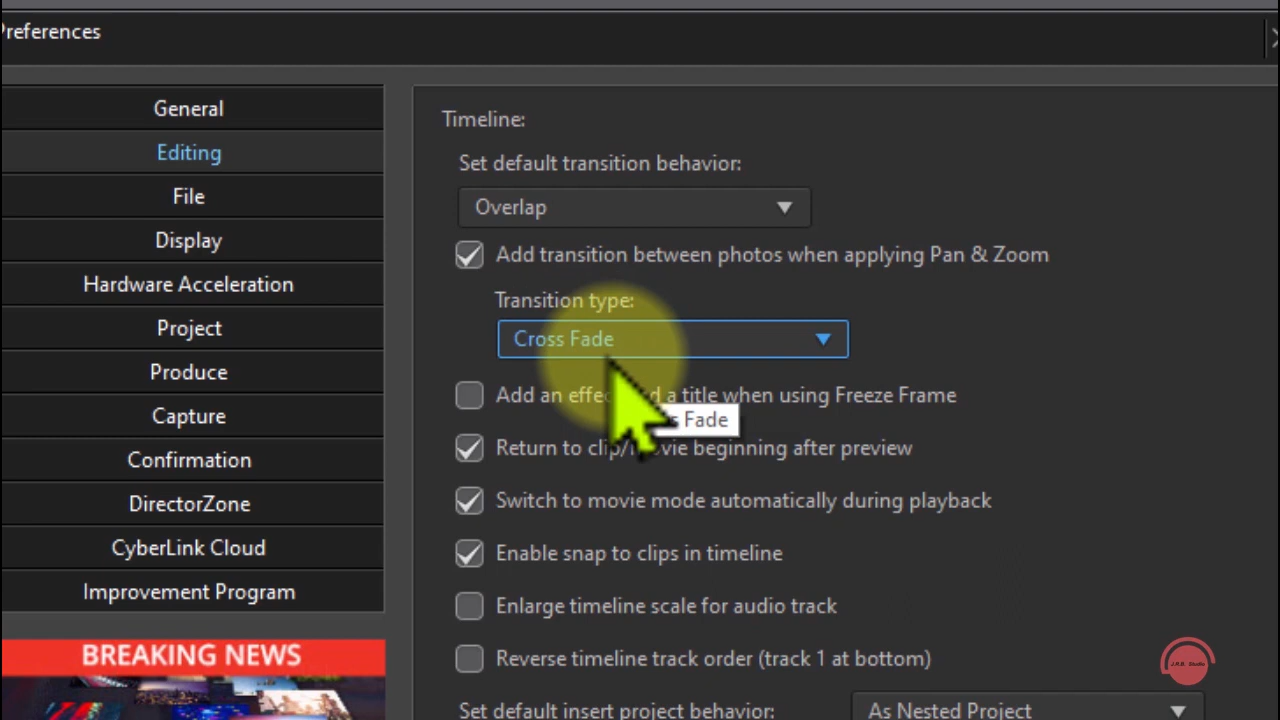 Preferences
General
Editing
File
Display
Hardware Acceleration
Project
Produce
Capture
Confirmation
DirectorZone
CyberLink Cloud
Improvement Program
BREAKING NEWS
Timeline:
Set default transition behavior:
Overlap
Add transition between photos when applying Pan & Zoom
Transition type:
Cross Fade
Add an effe d a title when using Freeze Frame
s Fade
Return to clip/ vie beginning after preview
Switch to movie mode automatically during playback
Enable snap to clips in timeline
Enlarge timeline scale for audio track
Reverse timeline track order (track 1 at bottom)
Set default insert project behavior:
As Nested Project
J.R.B. Studio